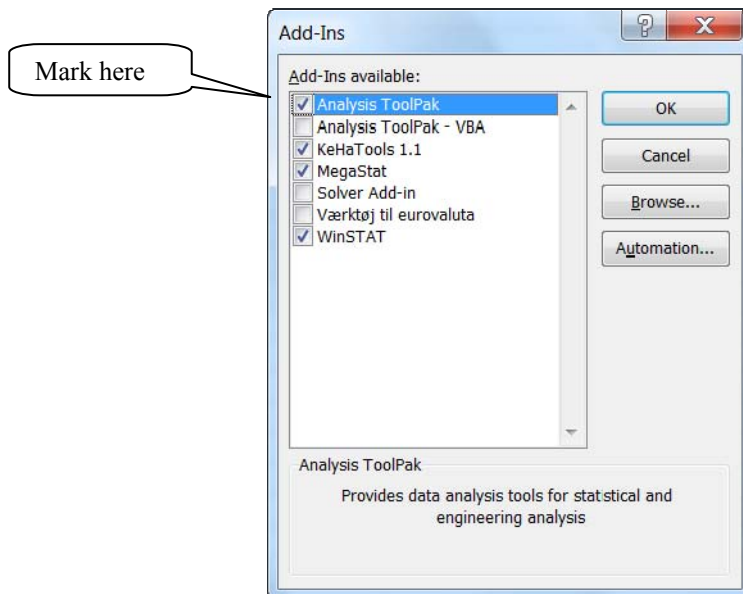 Mark here
Add-Ins
Add-Ins available:
Analysis ToolPak
Analysis ToolPak - VBA
KeHaTools 1.1
MegaStat
Solver Add-in
Værktøj til eurovaluta
WinSTAT
OK
Cancel
Browse...
Automation...
Analysis ToolPak
Provides data analysis tools for statistical and
engineering analysis